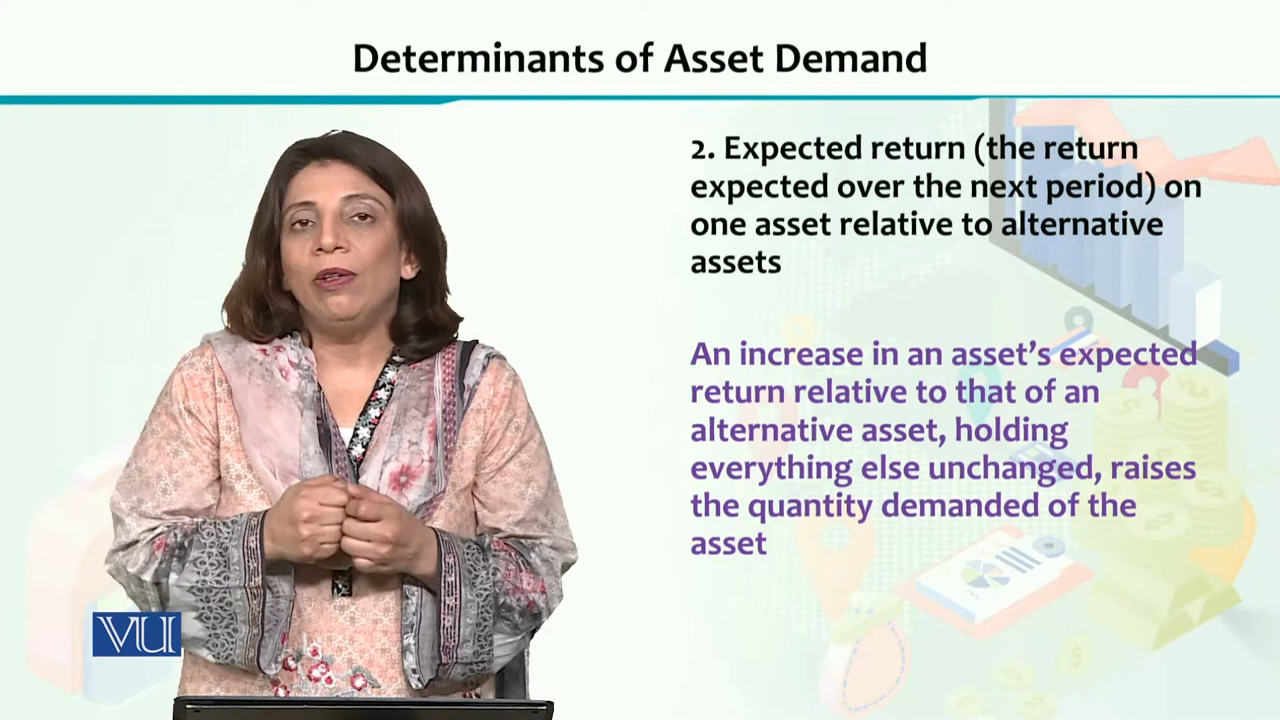 Determinants of Asset Demand
2. Expected return (the return
expected over the next period) on
one asset relative to alternative
assets
An increase in an asset’s expected
return relative to that of an
alternative asset, holding
everything else unchanged, raises
the quantity demanded of the
asset
VU